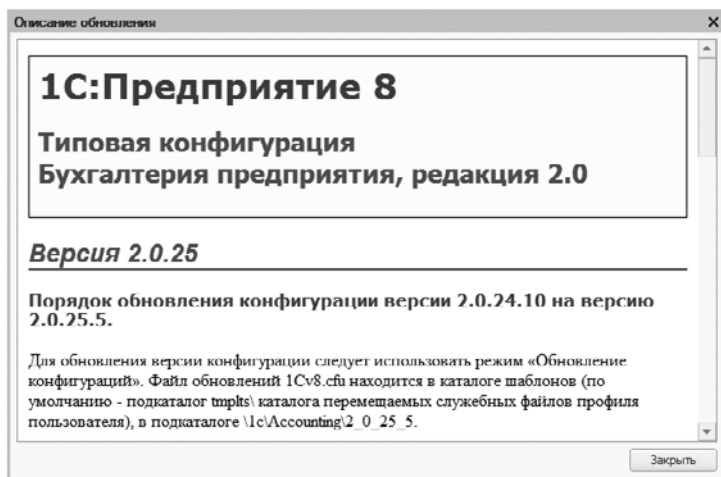 Описание обновления
1С:Предприятие 8
Типовая конфигурация
Бухгалтерия предприятия, редакция 2.0
Версия 2.0.25
Порядок обновления конфигурации версии 2.0.24.10 на версию
2.0.25.5.
Для обновления версии конфигурации следует использовать режим «Обновление
конфигураций». Файл обновлений 1Cv8.cfu находится в каталоге шаблонов (по
умолчанию - подкаталог tmplts\ каталога перемещаемых служебных файлов профиля
пользователя), в подкаталоге \1c\Accounting\2_0_25_5.
Закрыть